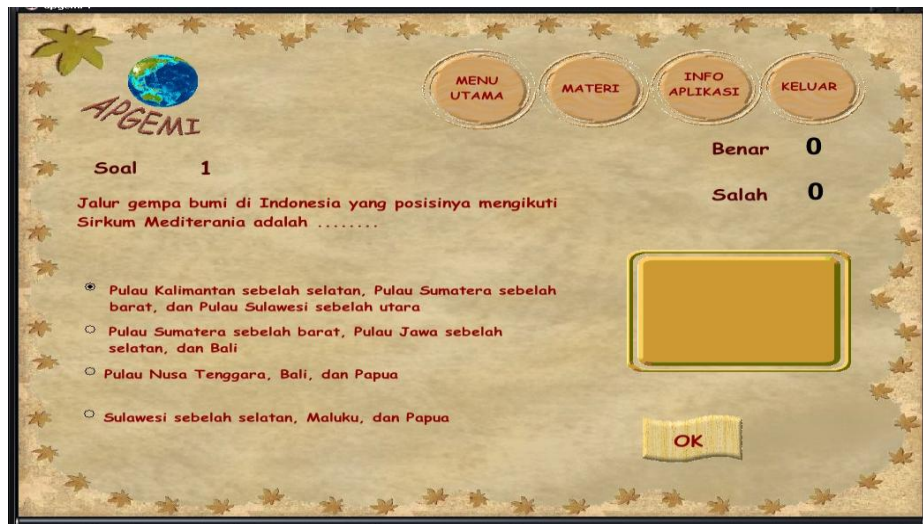 MENU
UTAMA
MATERI
INFO
APLIKASI
KELUAR
APGEMI
Benar 0
Soal 1
Salah 0
Jalur gempa bumi di Indonesia yang posisinya mengikuti
Sirkum Mediterania adalah ........
Pulau Kalimantan sebelah selatan, Pulau Sumatera sebelah
barat, dan Pulau Sulawesi sebelah utara
Pulau Sumatera sebelah barat, Pulau Jawa sebelah
selatan, dan Bali
Pulau Nusa Tenggara, Bali, dan Papua
Sulawesi sebelah selatan, Maluku, dan Papua
OK